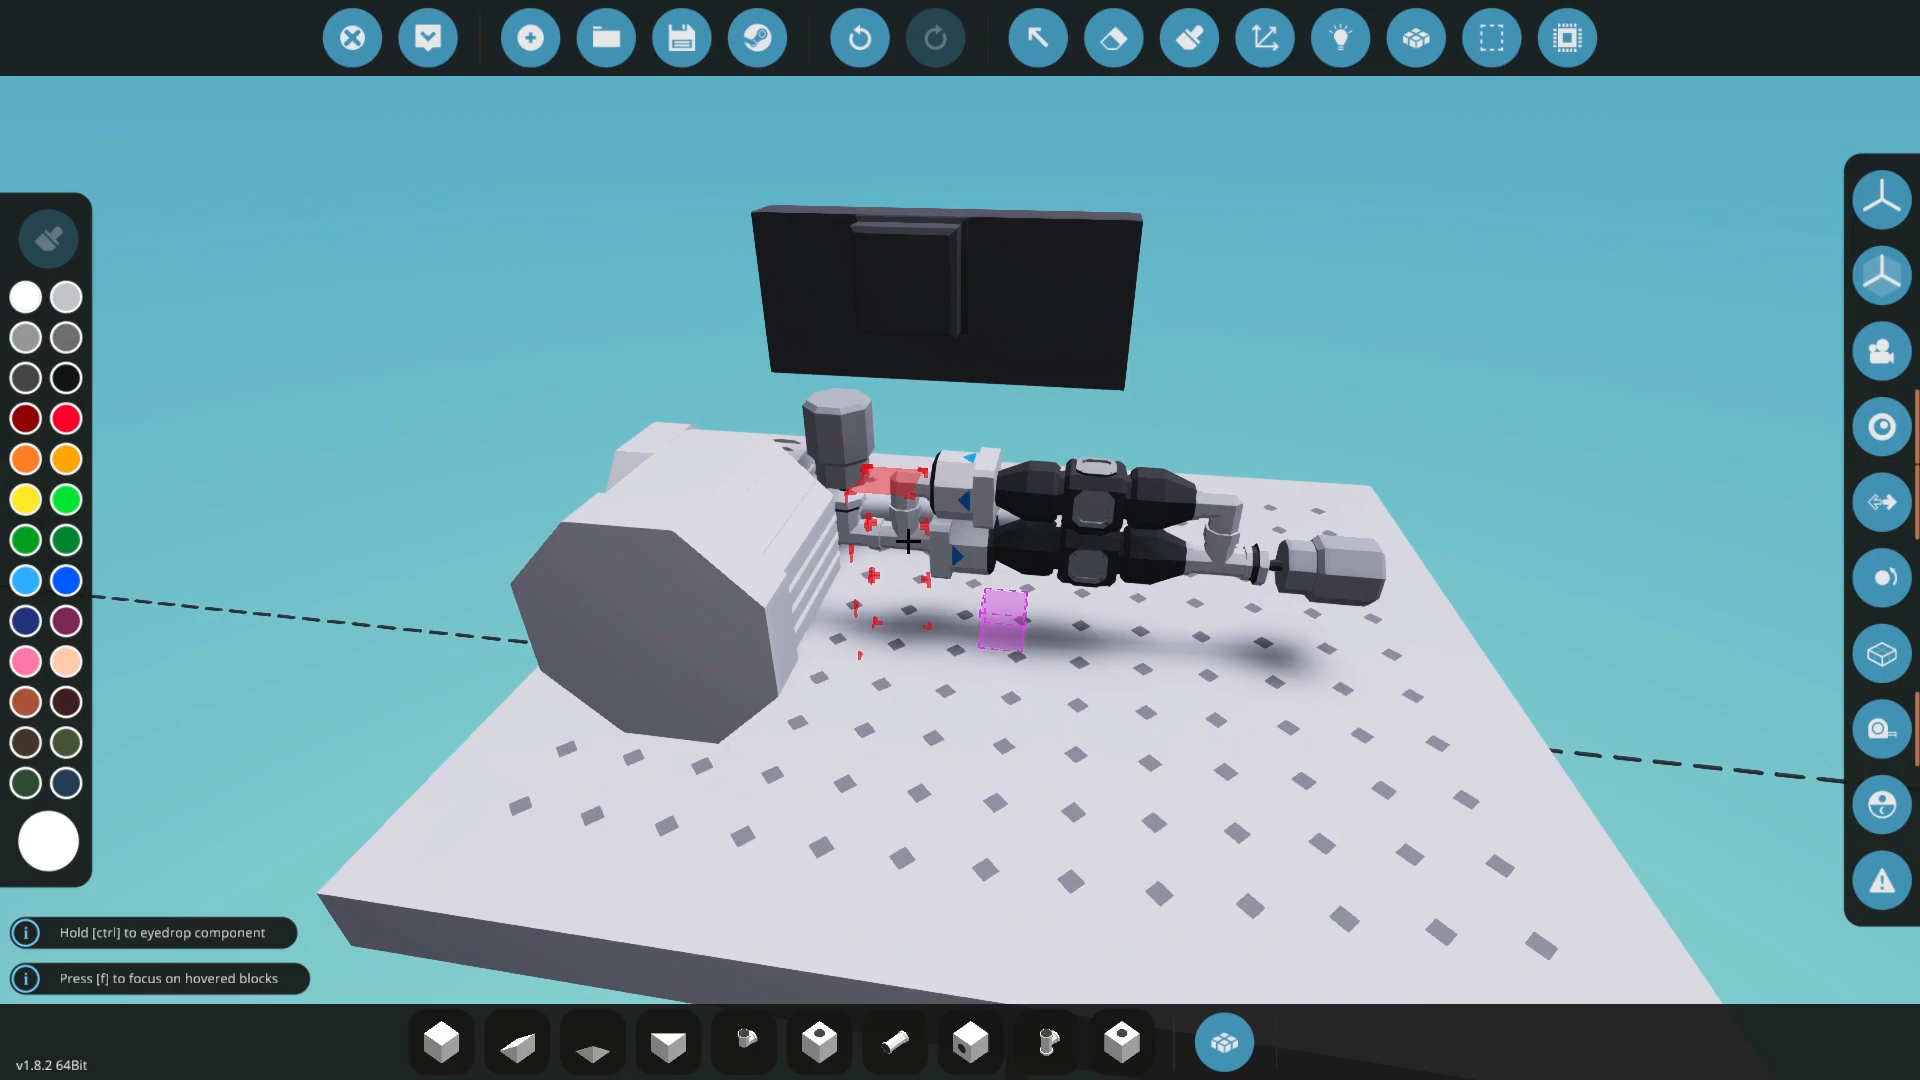 Hold [ctrl] to eyedrop component
Press [f] to focus on hovered blocks
v1.8.2 64Bit